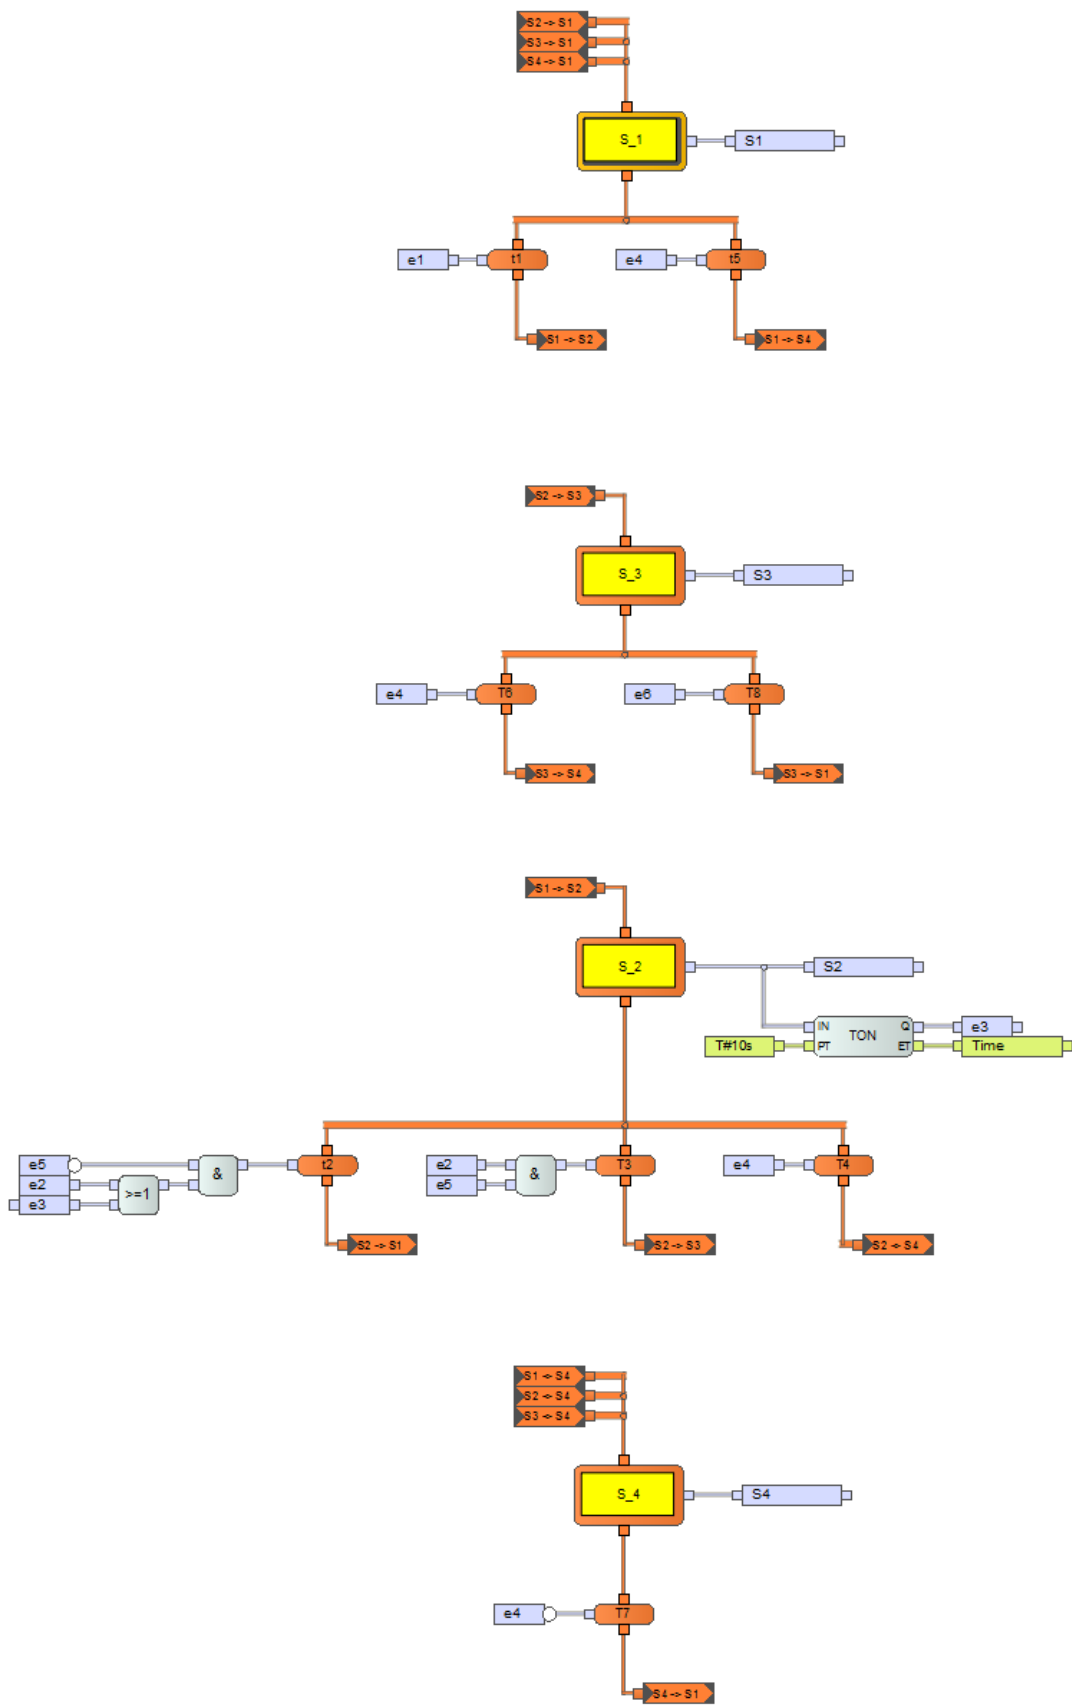 S2 -> S1
S3 -> S1
S4 -> S1
S_1
S1
e1
t1
e4
t5
S1 -> S2
S1 -> S4
S2 -> S3
S_3
S3
e4
T6
e6
T8
S3 -> S4
S3 -> S1
S1 -> S2
S_2
S2
IN
TON
Q
e3
T#10s
PT
ET
Time
e5
e2
e3
>=1
&
t2
e2
e5
&
T3
e4
T4
S2 -> S1
S2 -> S3
S2 -> S4
S1 -> S4
S2 -> S4
S3 -> S4
S_4
S4
e4
T7
S4 -> S1